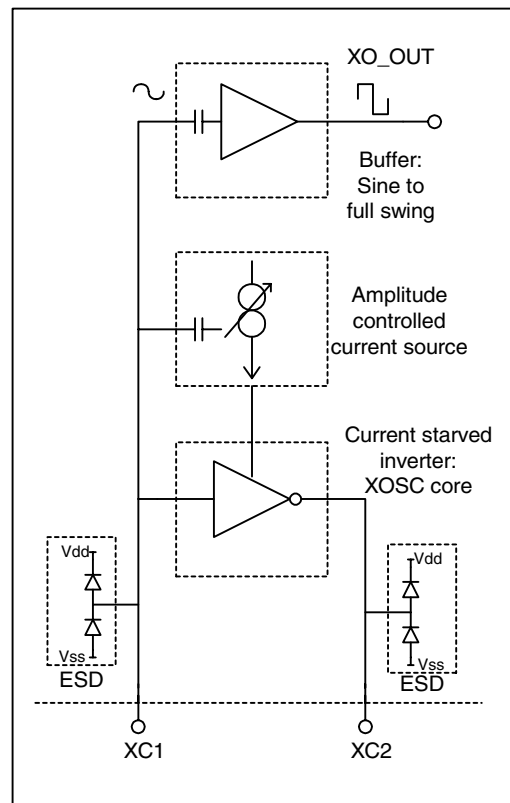 XO_OUT
Buffer:
Sine to
full swing
Amplitude
controlled
current source
Current starved
inverter:
XOSC core
Vdd
Vss
ESD
Vdd
Vss
ESD
XC1
XC2